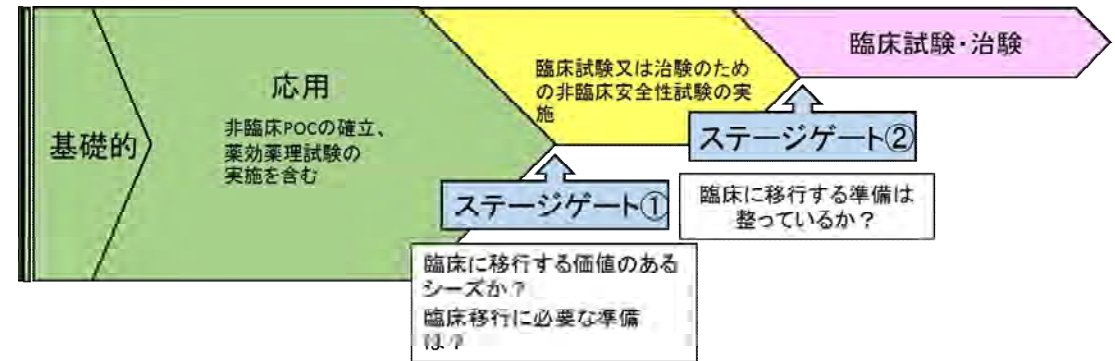 基礎的
応用
非臨床POCの確立、
薬効薬理試験の
実施を含む
臨床試験又は治験のため
の非臨床安全性試験の実
施
臨床試験・治験
ステージゲート①
臨床に移行する価値のある
シーズか？
臨床移行に必要な準備
は？
ステージゲート②
臨床に移行する準備は
整っているか？